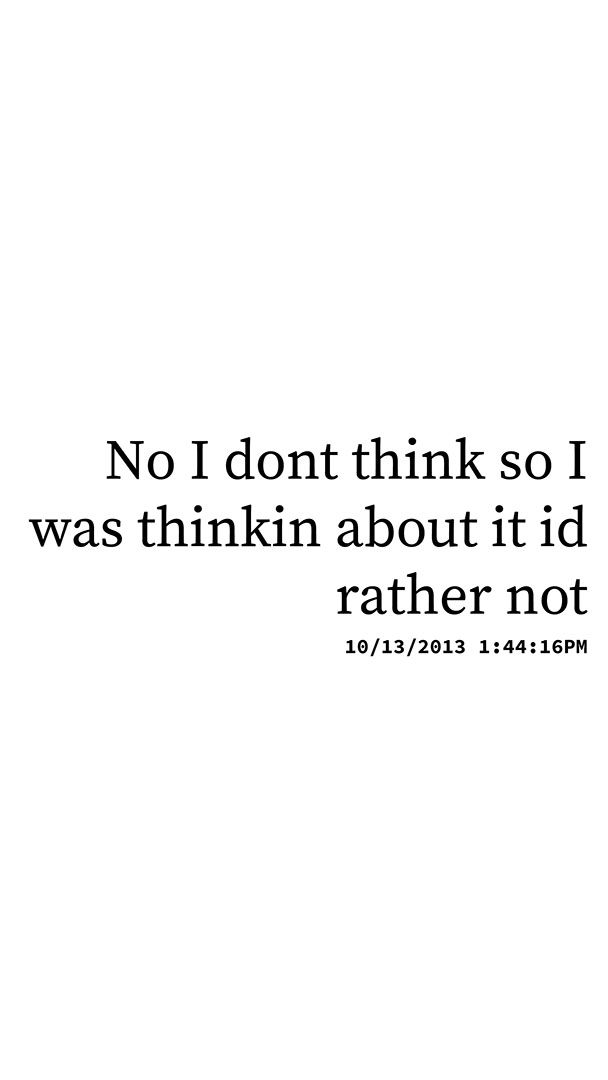 No I dont think so I
was thinkin about it id
rather not
10/13/2013 1:44:16PM